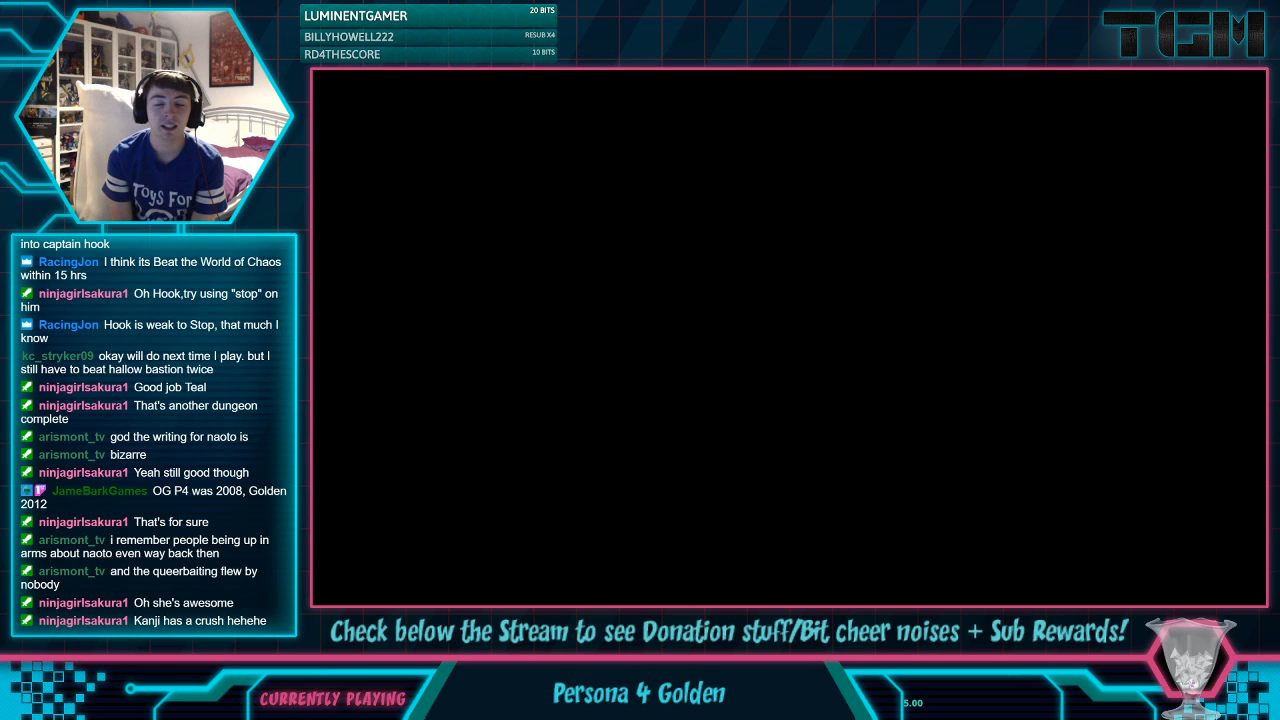 LUMINENTGAMER 20 BITS
BILLYHOWELL222 RESUB X4
RD4THESCORE 10 BITS
TGM
TOYS FOR
into captain hook
RacingJon I think its Beat the World of Chaos
within 15 hrs
ninjagirlsakura1 Oh Hook,try using "stop" on
him
RacingJon Hook is weak to Stop, that much I
know
kc_stryker09 okay will do next time I play. but I
still have to beat hallow bastion twice
ninjagirlsakura1 Good job Teal
ninjagirlsakura1 That's another dungeon
complete
arismont_tv god the writing for naoto is
arismont_tv bizarre
ninjagirlsakura1 Yeah still good though
JameBarkGames OG P4 was 2008, Golden
2012
ninjagirlsakura1 That's for sure
arismont_tv i remember people being up in
arms about naoto even way back then
arismont_tv and the queerbaiting flew by
nobody
ninjagirlsakura1 Oh she's awesome
ninjagirlsakura1 Kanji has a crush hehehe
Check below the Stream to see Donation stuff/Bit cheer noises + Sub Rewards!
CURRENTLY PLAYING
Persona 4 Golden
5.00